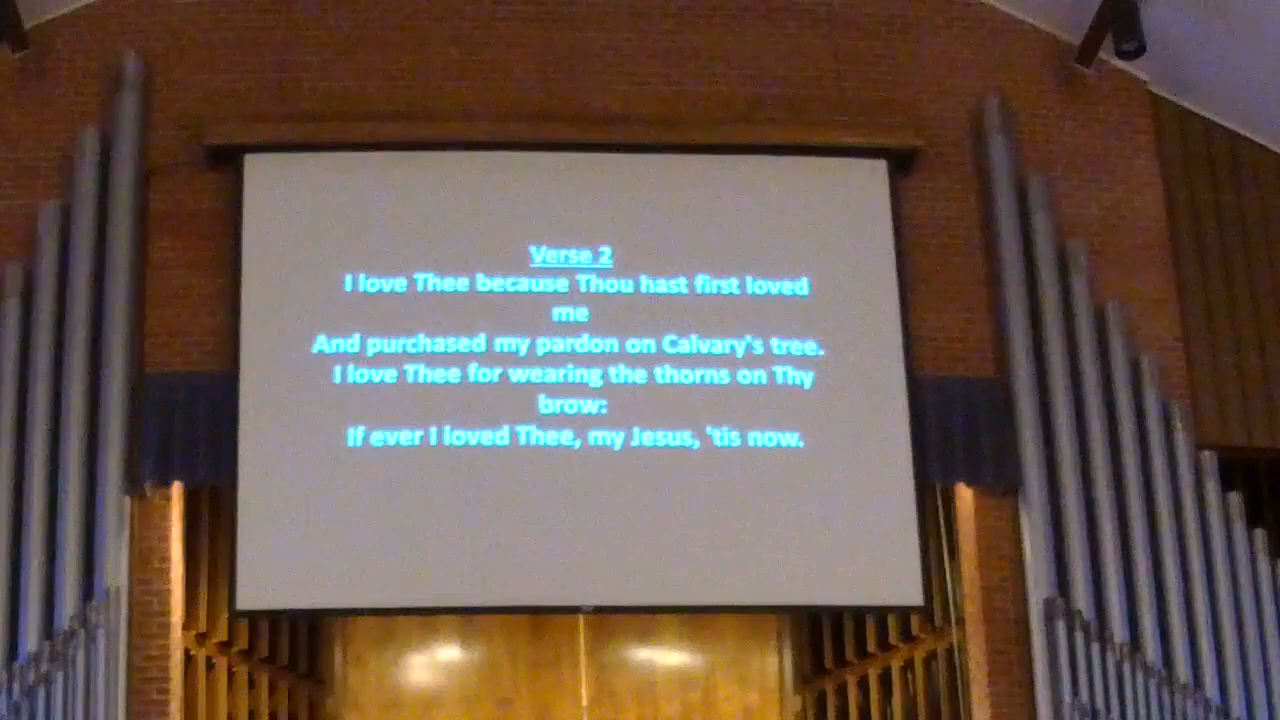 Verse 2
I love Thee because Thou hast first loved
me
And purchased my pardon on Calvary's tree.
I love Thee for wearing the thorns on Thy
brow:
If ever I loved Thee, my Jesus, 'tis now.